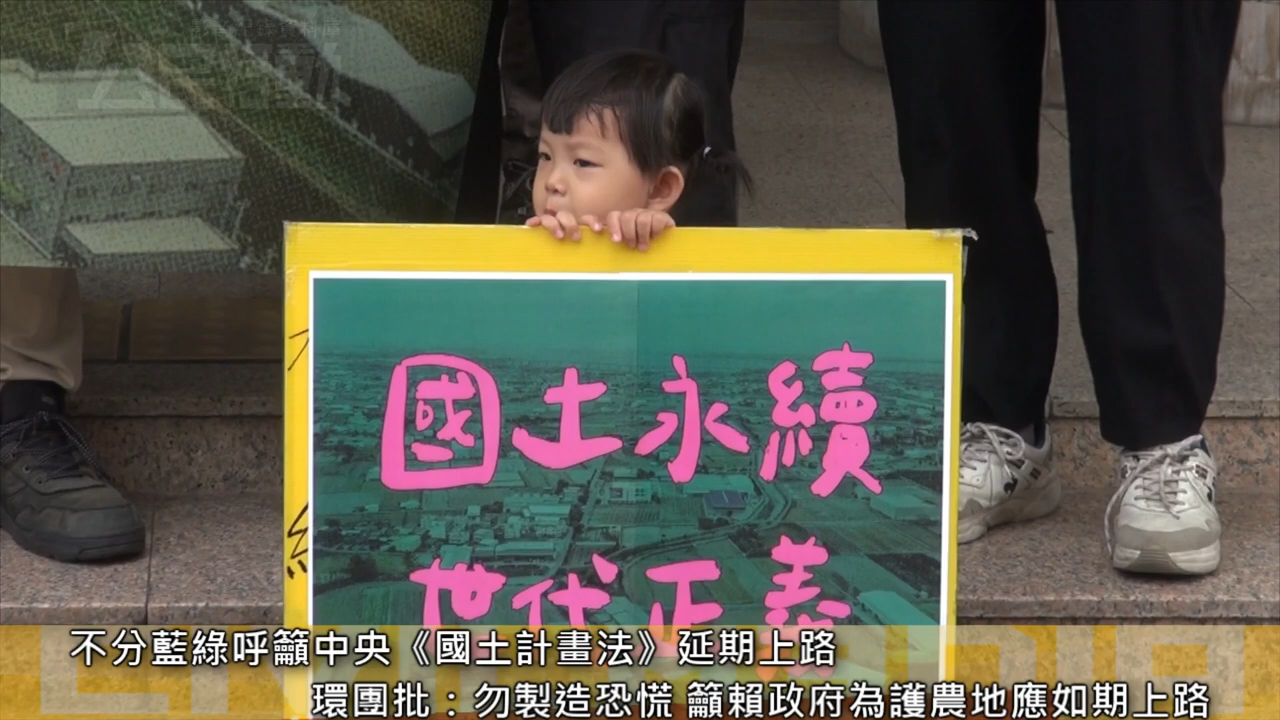 國土永續
世代正義
不分藍綠呼籲中央《國土計畫法》延期上路
環團批：勿製造恐慌 籲賴政府為護農地應如期上路